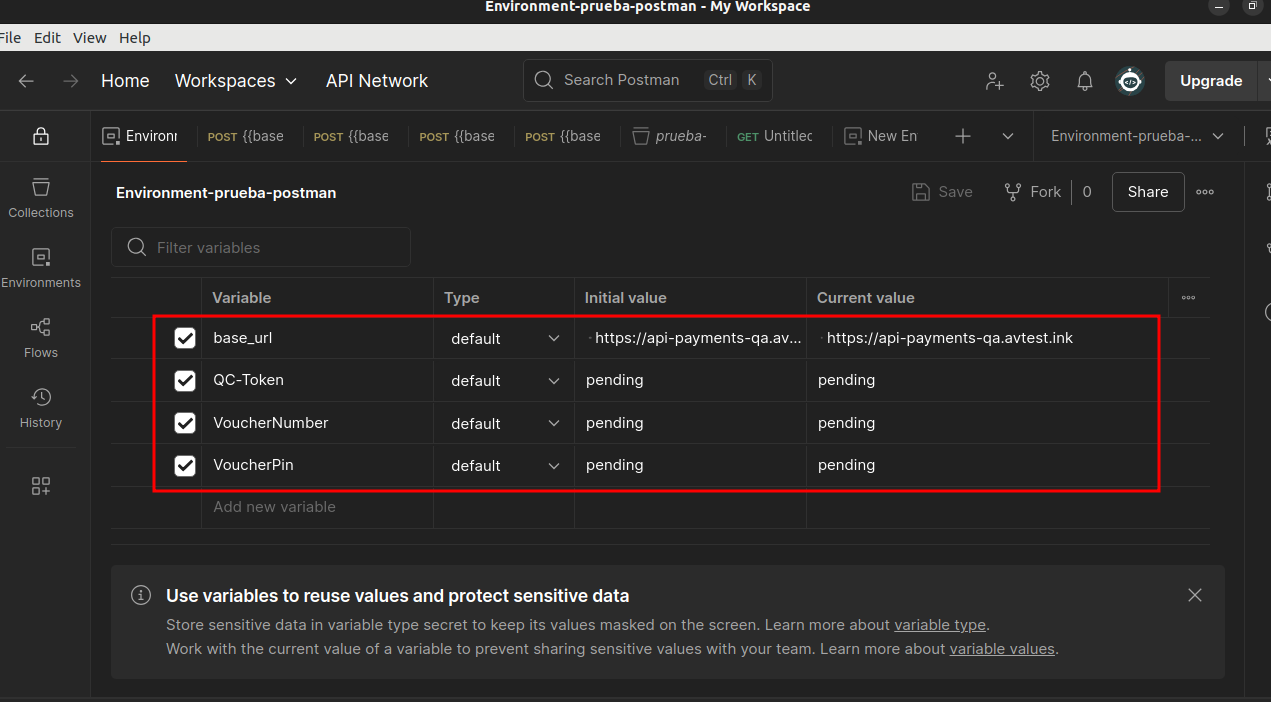 Environment-prueba-postman - My Workspace
File Edit View Help
Home Workspaces API Network Search Postman Ctrl K Upgrade
Environr POST {{base POST {{base POST {{base POST {{base prueba- GET Untitlec New En Environment-prueba-...
Environment-prueba-postman Save Fork 0 Share
Collections
Environments
Flows
History
Filter variables
Variable Type Initial value Current value
base_url default https://api-payments-qa.av... https://api-payments-qa.avtest.ink
QC-Token default pending pending
VoucherNumber default pending pending
VoucherPin default pending pending
Add new variable
Use variables to reuse values and protect sensitive data
Store sensitive data in variable type secret to keep its values masked on the screen. Learn more about variable type.
Work with the current value of a variable to prevent sharing sensitive values with your team. Learn more about variable values.